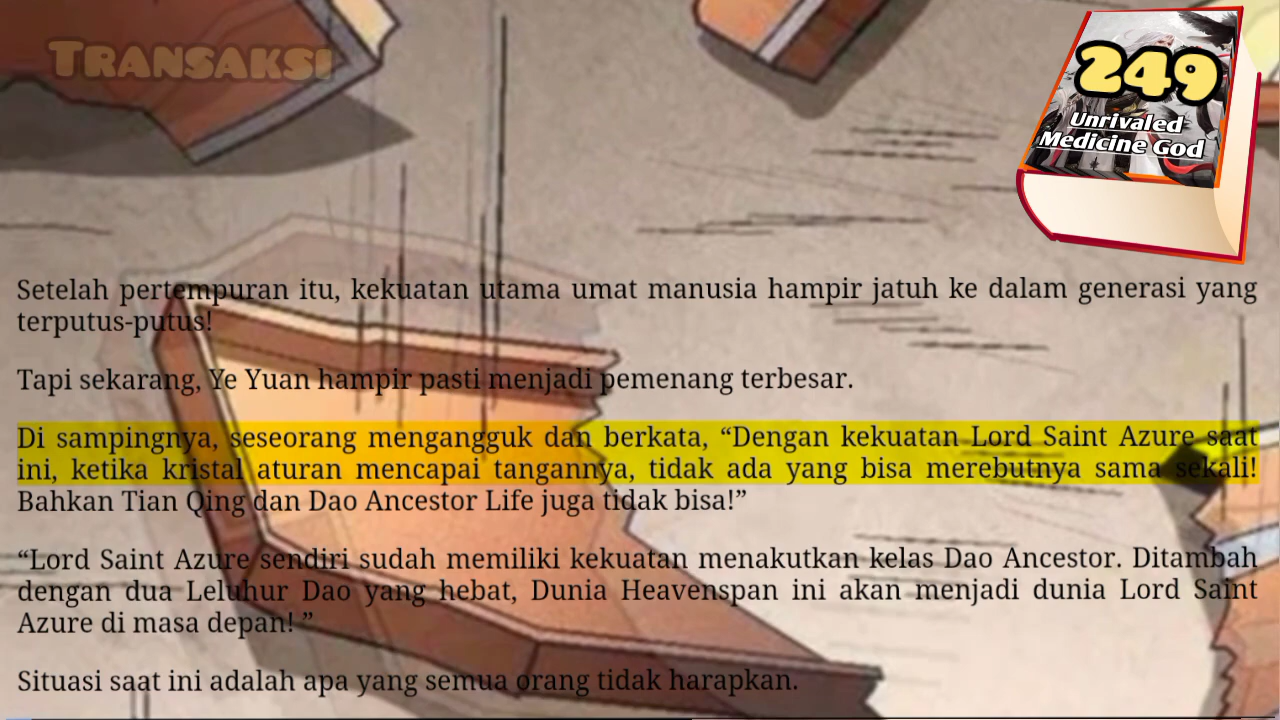 TRANSAKSI
249
Unrivaled
Medicine God
Setelah pertempuran itu, kekuatan utama umat manusia hampir jatuh ke dalam generasi yang
terputus-putus!
Tapi sekarang, Ye Yuan hampir pasti menjadi pemenang terbesar.
Di sampingnya, seseorang mengangguk dan berkata, “Dengan kekuatan Lord Saint Azure saat
ini, ketika kristal aturan mencapai tangannya, tidak ada yang bisa merebutnya sama sekali!
Bahkan Tian Qing dan Dao Ancestor Life juga tidak bisa!”
“Lord Saint Azure sendiri sudah memiliki kekuatan menakutkan kelas Dao Ancestor. Ditambah
dengan dua Leluhur Dao yang hebat, Dunia Heavenspan ini akan menjadi dunia Lord Saint
Azure di masa depan! ”
Situasi saat ini adalah apa yang semua orang tidak harapkan.